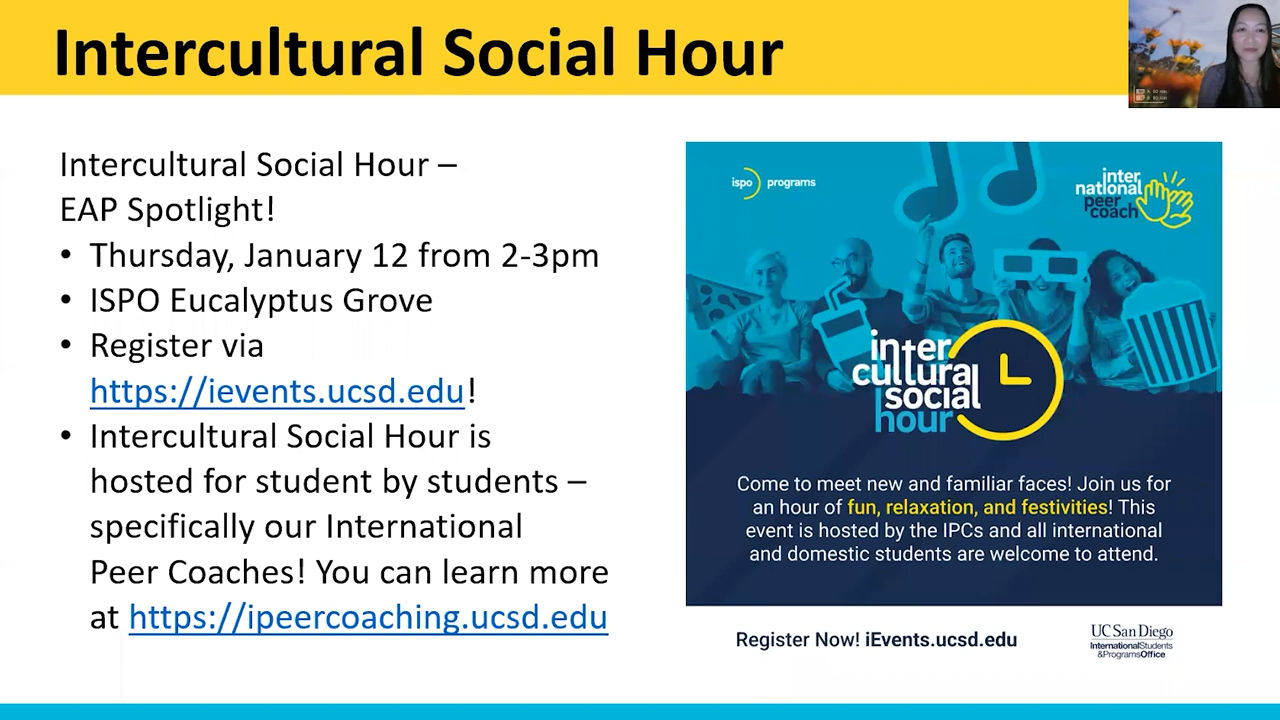 Intercultural Social Hour
Intercultural Social Hour –
EAP Spotlight!
• Thursday, January 12 from 2-3pm
• ISPO Eucalyptus Grove
• Register via
https://ievents.ucsd.edu!
• Intercultural Social Hour is
hosted for student by students –
specifically our International
Peer Coaches! You can learn more
at https://ipeercoaching.ucsd.edu
ispo programs
inter
national
peer
coach
inter
cultural
social
hour
Come to meet new and familiar faces! Join us for
an hour of fun, relaxation, and festivities! This
event is hosted by the IPCs and all international
and domestic students are welcome to attend.
Register Now! iEvents.ucsd.edu
UC San Diego
InternationalStudents
&ProgramsOffice